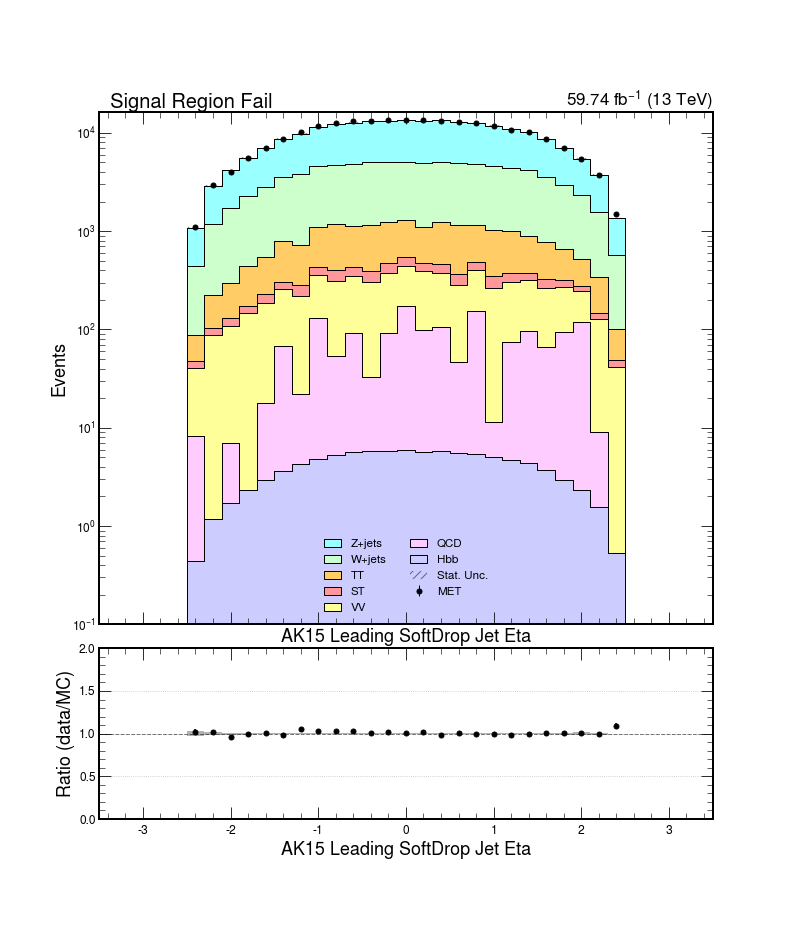 Signal Region Fail
59.74 fb⁻¹ (13 TeV)
10⁴
10³
10²
10¹
10⁰
10⁻¹
Events
Z+jets
W+jets
TT
ST
VV
QCD
Hbb
Stat. Unc.
MET
AK15 Leading SoftDrop Jet Eta
2.0
1.5
1.0
0.5
0.0
Ratio (data/MC)
-3 -2 -1 0 1 2 3
AK15 Leading SoftDrop Jet Eta